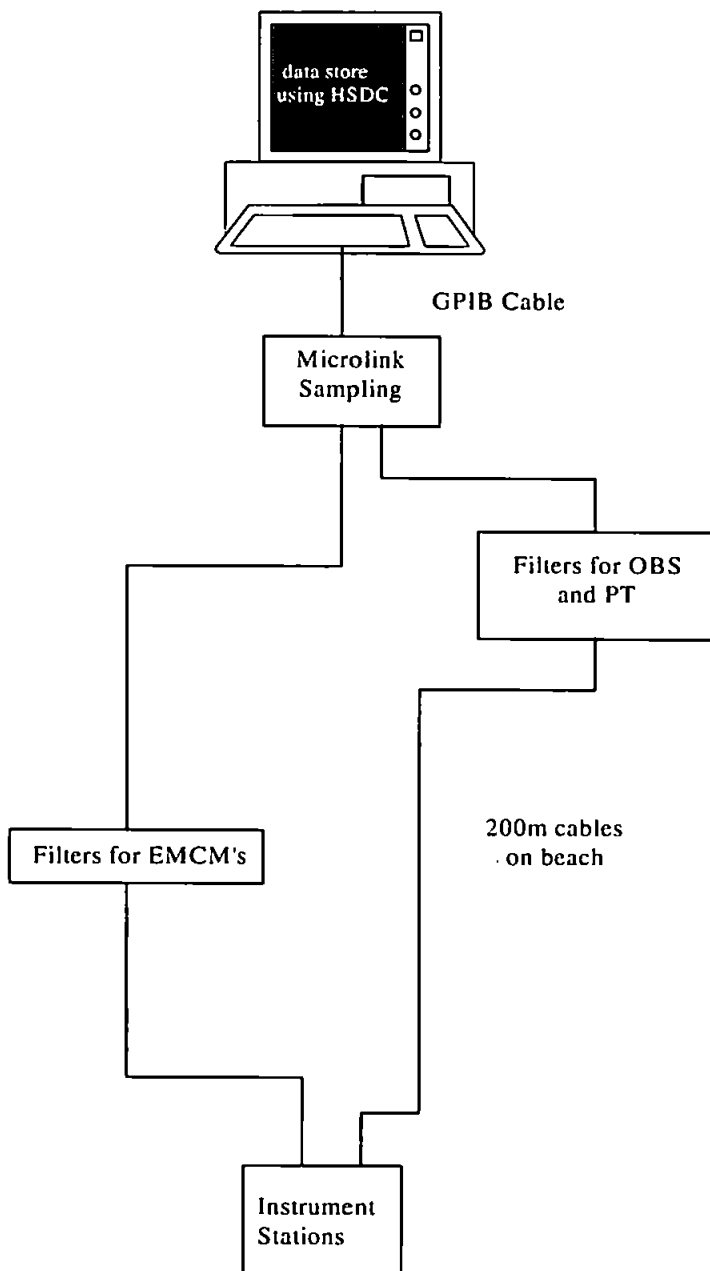 data store
using HSDC
GPIB Cable
Microlink
Sampling
Filters for OBS
and PT
200m cables
on beach
Filters for EMCM's
Instrument
Stations